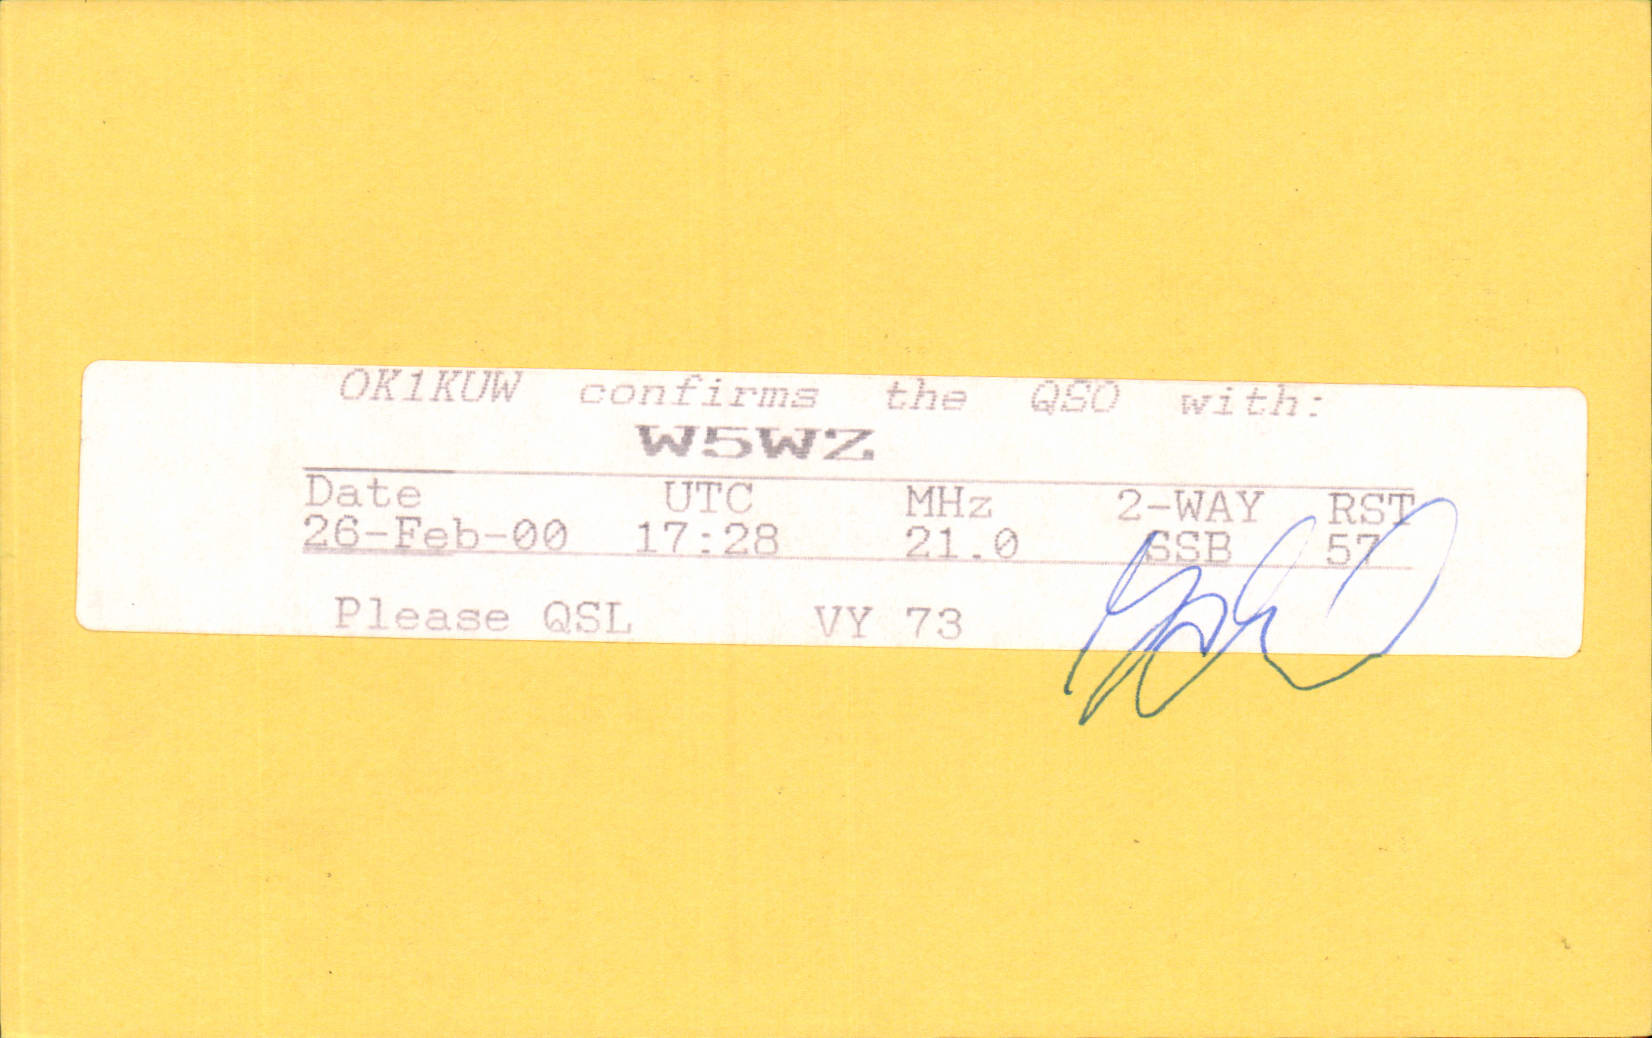 OK1KUW confirms the QSO with:
W5WZ
Date UTC MHz 2-WAY RST
26-Feb-00 17:28 21.0 SSB 57
Please QSL VY 73